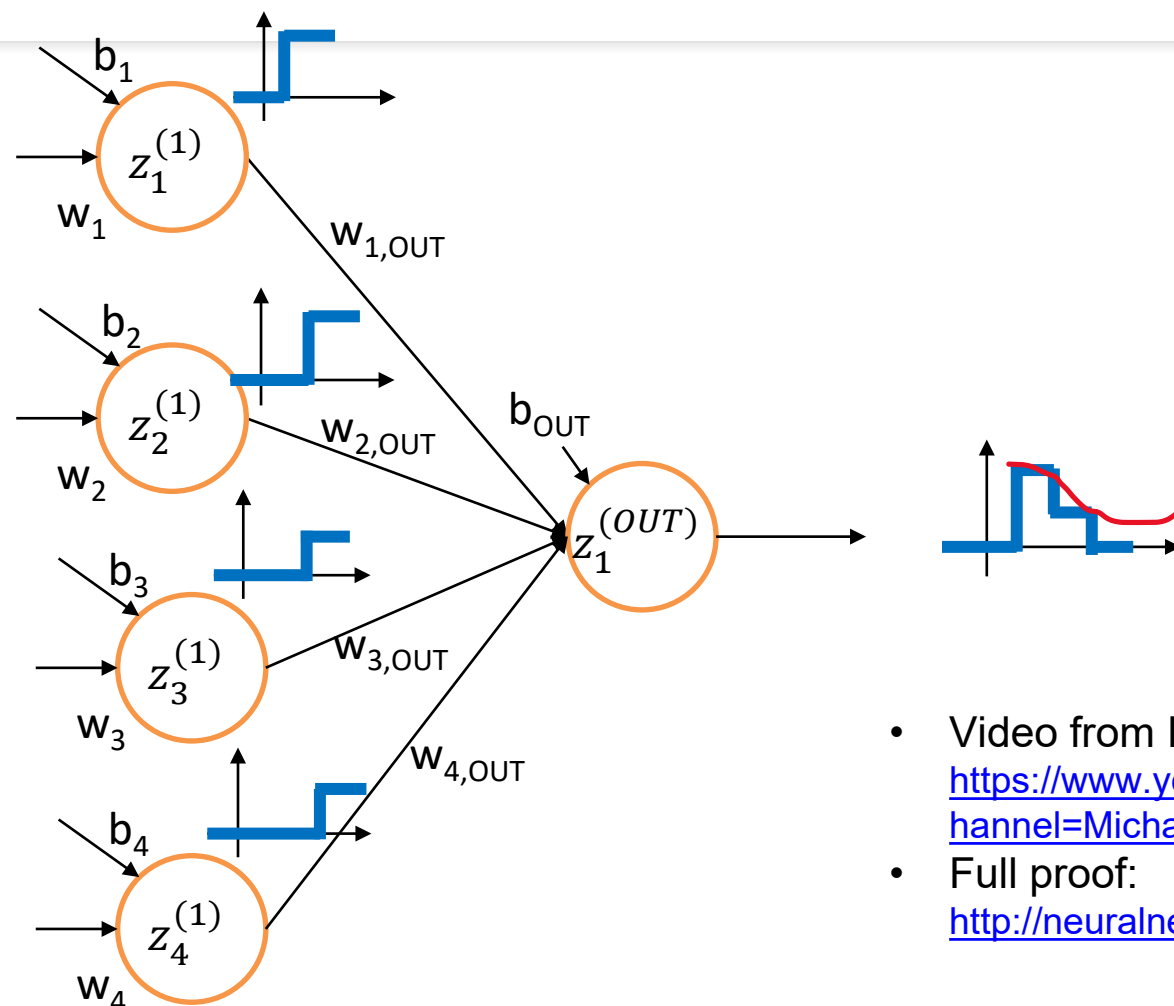 b₁
z₁⁽¹⁾
w₁
w₁,OUT
b₂
z₂⁽¹⁾
w₂
w₂,OUT
bOUT
z₁⁽ᴼᵁᵀ⁾
b₃
z₃⁽¹⁾
w₃
w₃,OUT
b₄
z₄⁽¹⁾
w₄
w₄,OUT
• Video from
https://www.y
hannel=Micha
• Full proof:
http://neuralne